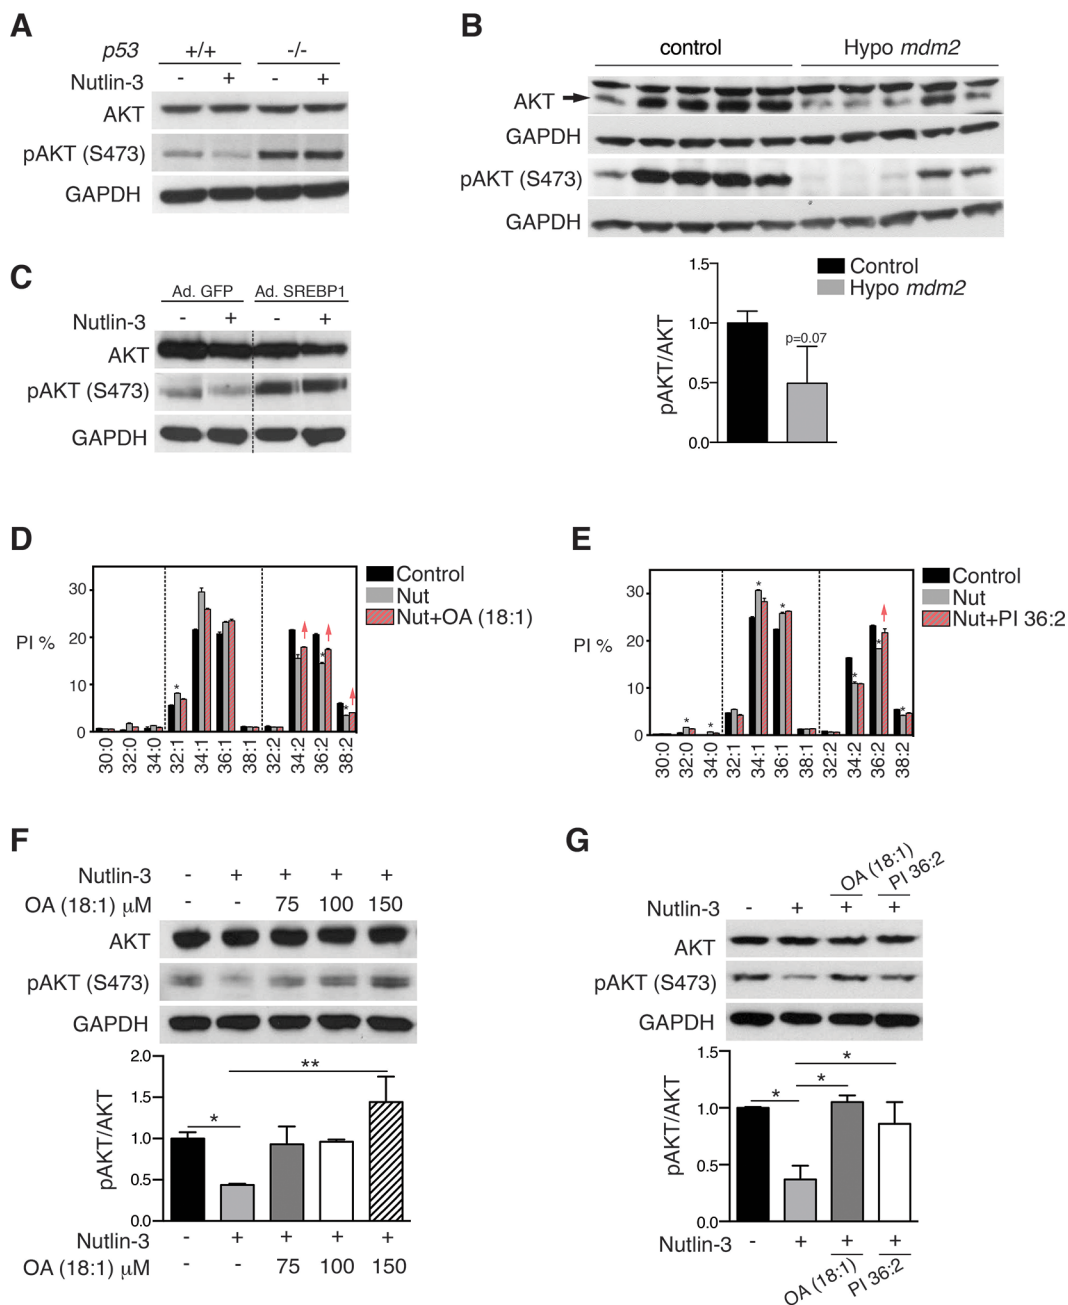 A
p53 +/+ -/-
Nutlin-3 - + - +
AKT
pAKT (S473)
GAPDH
B
control Hypo mdm2
AKT
GAPDH
pAKT (S473)
GAPDH
Control
Hypo mdm2
pAKT/AKT
1.5
1.0
0.5
0.0
p=0.07
C
Ad. GFP Ad. SREBP1
Nutlin-3 - + - +
AKT
pAKT (S473)
GAPDH
D
PI %
30
20
10
0
Control
Nut
Nut+OA (18:1)
* * *
30:0 32:0 34:0 32:1 34:1 36:1 38:1 32:2 34:2 36:2 38:2
E
PI %
30
20
10
0
Control
Nut
Nut+PI 36:2
* * * * * * *
30:0 32:0 34:0 32:1 34:1 36:1 38:1 32:2 34:2 36:2 38:2
F
Nutlin-3 - + + + +
OA (18:1) μM - - 75 100 150
AKT
pAKT (S473)
GAPDH
pAKT/AKT
2.0
1.5
1.0
0.5
0.0
* **
Nutlin-3 - + + + +
OA (18:1) μM - - 75 100 150
G
OA (18:1) PI 36:2
Nutlin-3 - + + +
AKT
pAKT (S473)
GAPDH
pAKT/AKT
1.5
1.0
0.5
0.0
* * *
Nutlin-3 - + + +
OA (18:1) PI 36:2